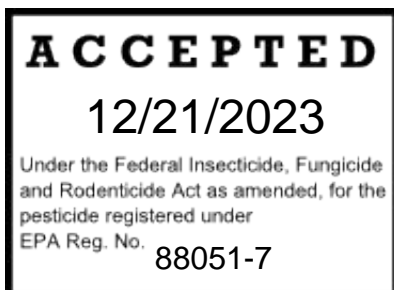 ACCEPTED
12/21/2023
Under the Federal Insecticide, Fungicide
and Rodenticide Act as amended, for the
pesticide registered under
EPA Reg. No. 88051-7